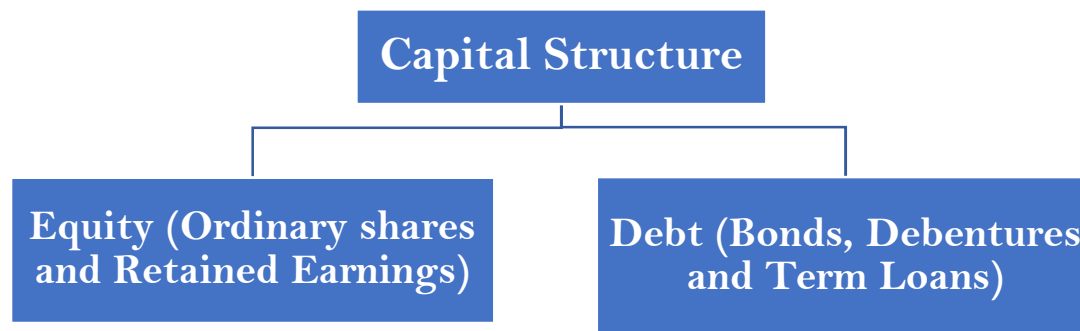 Capital Structure
Equity (Ordinary shares
and Retained Earnings)
Debt (Bonds, Debentures
and Term Loans)